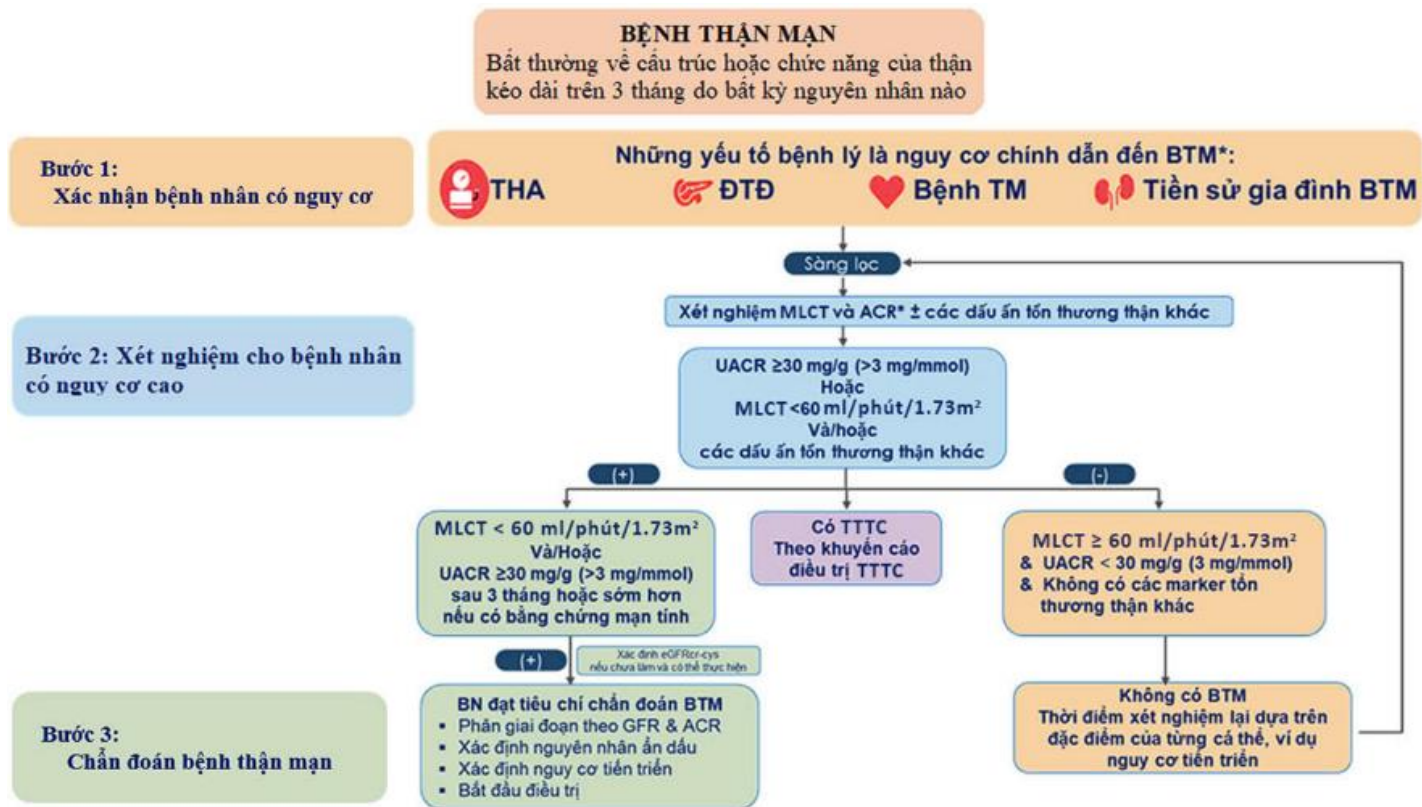 BỆNH THẬN MẠN
Bất thường về cấu trúc hoặc chức năng của thận
kéo dài trên 3 tháng do bất kỳ nguyên nhân nào
Bước 1:
Xác nhận bệnh nhân có nguy cơ
Những yếu tố bệnh lý là nguy cơ chính dẫn đến BTM*:
THA
ĐTĐ
Bệnh TM
Tiền sử gia đình BTM
Sàng lọc
Xét nghiệm MLCT và ACR* ± các dấu ấn tổn thương thận khác
Bước 2: Xét nghiệm cho bệnh nhân
có nguy cơ cao
UACR ≥30 mg/g (>3 mg/mmol)
Hoặc
MLCT <60 ml/phút/1.73m²
Và/hoặc
các dấu ấn tổn thương thận khác
(+)
(-)
MLCT < 60 ml/phút/1.73m²
Và/Hoặc
UACR ≥30 mg/g (>3 mg/mmol)
sau 3 tháng hoặc sớm hơn
nếu có bằng chứng mạn tính
Có TTTC
Theo khuyến cáo
điều trị TTTC
MLCT ≥ 60 ml/phút/1.73m²
& UACR < 30 mg/g (3 mg/mmol)
& Không có các marker tổn
thương thận khác
(+)
Xác định eGFRcr-cys
nếu chưa làm và có thể thực hiện
Bước 3:
Chẩn đoán bệnh thận mạn
BN đạt tiêu chí chẩn đoán BTM
▪ Phân giai đoạn theo GFR & ACR
▪ Xác định nguyên nhân ẩn dấu
▪ Xác định nguy cơ tiến triển
▪ Bắt đầu điều trị
Không có BTM
Thời điểm xét nghiệm lại dựa trên
đặc điểm của từng cá thể, ví dụ
nguy cơ tiến triển